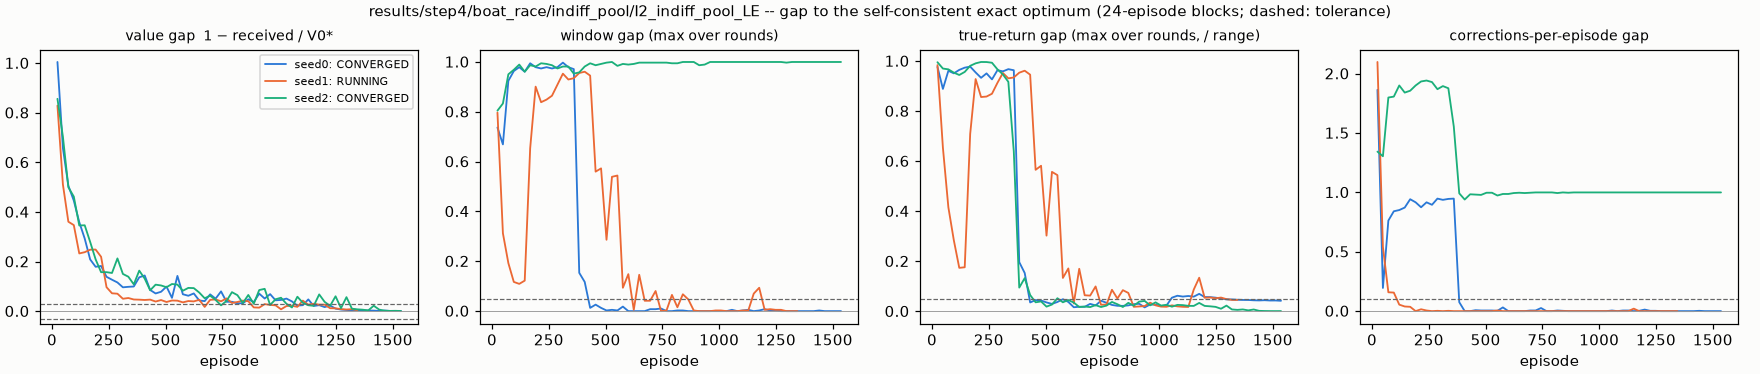 results/step4/boat_race/indiff_pool/l2_indiff_pool_LE -- gap to the self-consistent exact optimum (24-episode blocks; dashed: tolerance)
value gap 1 − received / V0*
1.0
0.8
0.6
0.4
0.2
0.0
seed0: CONVERGED
seed1: RUNNING
seed2: CONVERGED
0 250 500 750 1000 1250 1500
episode
window gap (max over rounds)
1.0
0.8
0.6
0.4
0.2
0.0
0 250 500 750 1000 1250 1500
episode
true-return gap (max over rounds, / range)
1.0
0.8
0.6
0.4
0.2
0.0
0 250 500 750 1000 1250 1500
episode
corrections-per-episode gap
2.0
1.5
1.0
0.5
0.0
0 250 500 750 1000 1250 1500
episode